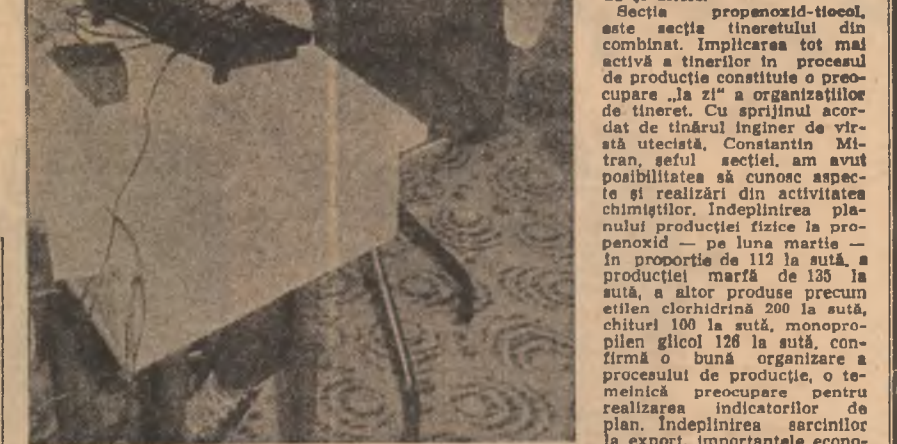 Secția propenoxid-tiocol,
este secția tineretului din
combinat. Implicarea tot mai
activă a tinerilor în procesul
de producție constituie o preo-
cupare „la zi“ a organizațiilor
de tineret. Cu sprijinul acor-
dat de tînărul inginer de vîr-
stă utecistă, Constantin Mi-
tran, șeful secției, am avut
posibilitatea să cunosc aspec-
te și realizări din activitatea
chimiștilor. Îndeplinirea pla-
nului producției fizice la pro-
penoxid — pe luna martie —
în proporție de 112 la sută, a
producției marfă de 135 la
sută, a altor produse precum
etilen clorhidrină 200 la sută,
chituri 100 la sută, monopro-
pilen glicol 126 la sută, con-
firmă o bună organizare a
procesului de producție, o te-
meinică preocupare pentru
realizarea indicatorilor de
plan. Îndeplinirea sarcinilor
la export, importantele econo-